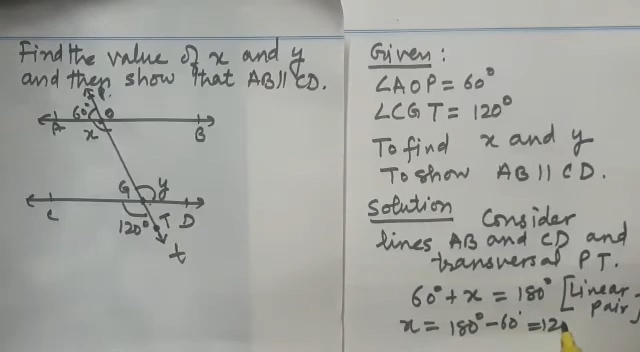 Find the value of x and y
and then show that AB || CD.
P
60° O
A
x
B
G y
C
T D
120°
t
Given :
∠AOP = 60°
∠CGT = 120°
To find x and y
To show AB || CD.
Solution Consider
lines AB and CD and
transversal PT.
60° + x = 180° [Linear
pair]
x = 180° - 60° = 12